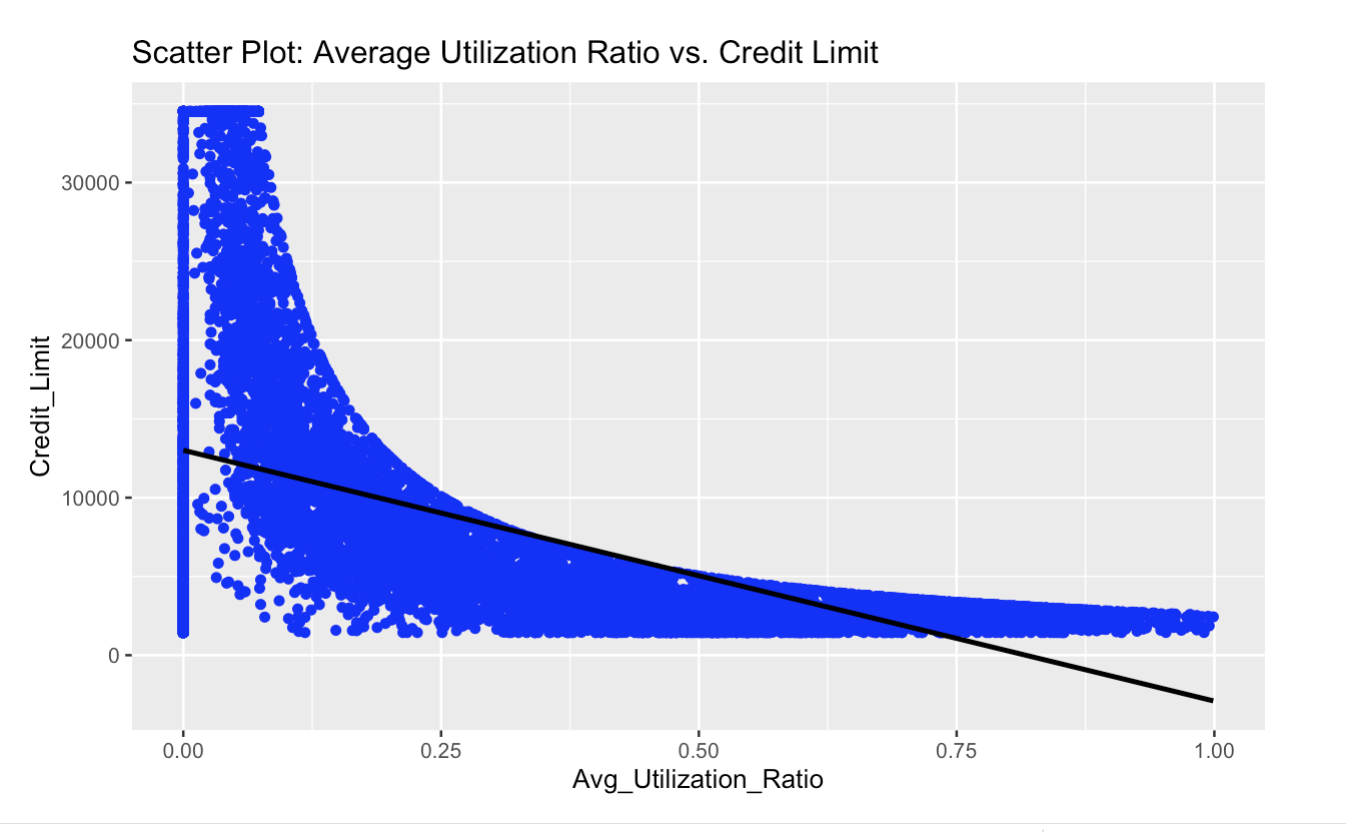 Scatter Plot: Average Utilization Ratio vs. Credit Limit
30000
20000
10000
0
Credit_Limit
0.00 0.25 0.50 0.75 1.00
Avg_Utilization_Ratio